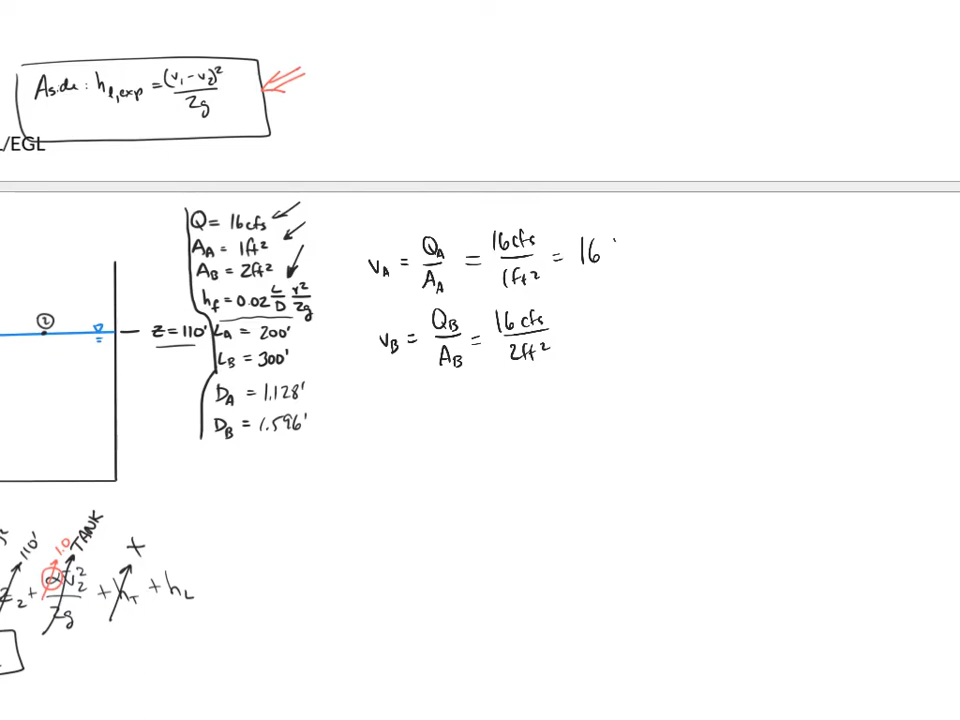 Aside: h_l,exp = (v₁ - v₂)² / 2g
L/EGL
Q = 16cfs
A_A = 1ft²
A_B = 2ft²
h_f = 0.02 L/D v²/2g
L_A = 200'
L_B = 300'
D_A = 1.128'
D_B = 1.596'
②
z = 110'
v_A = Q_A / A_A = 16cfs / 1ft² = 16
v_B = Q_B / A_B = 16cfs / 2ft²
110' 1.0 TANK X
z₂ + αv₂² / 2g + h_T + h_L